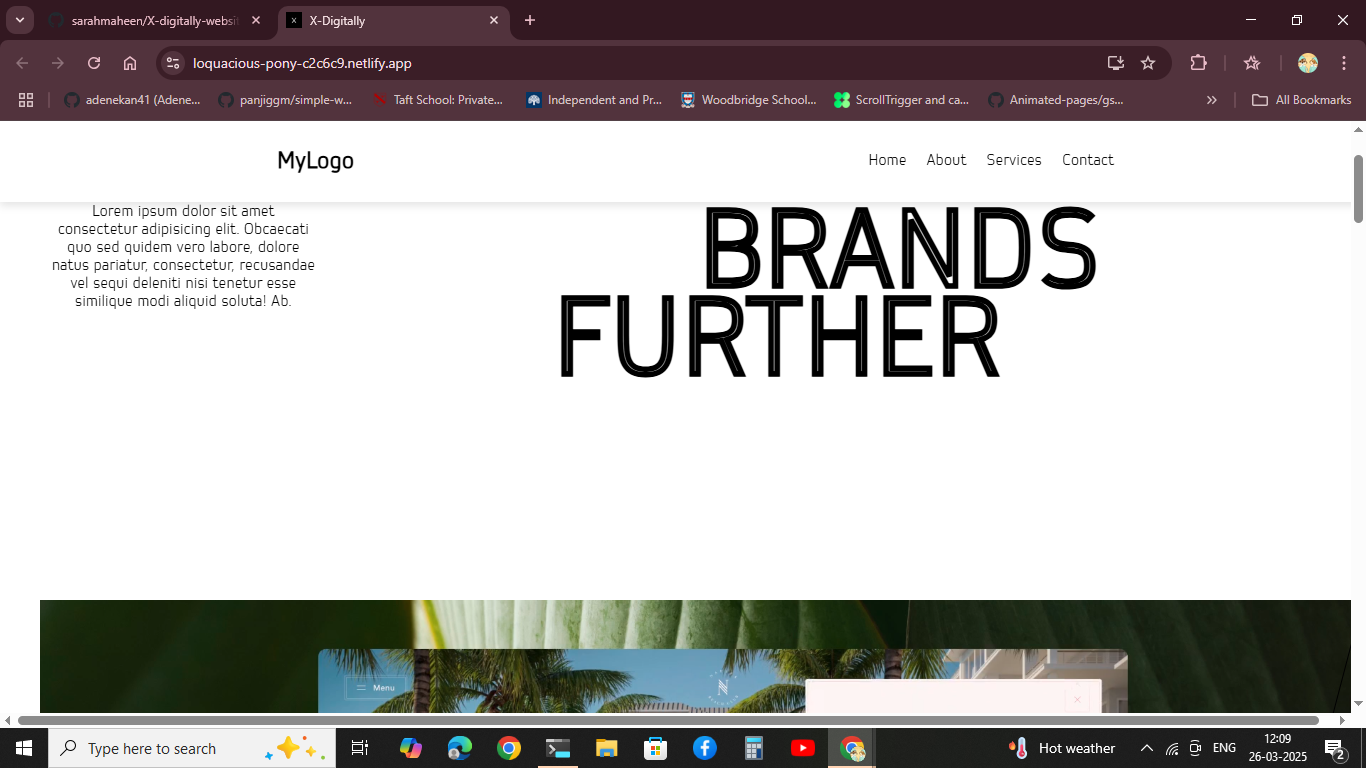 sarahmaheen/X-digitally-websit
X-Digitally
loquacious-pony-c2c6c9.netlify.app
adenekan41 (Adene...
panjiggm/simple-w...
Taft School: Private...
Independent and Pr...
Woodbridge School...
ScrollTrigger and ca...
Animated-pages/gs...
All Bookmarks
MyLogo
Home
About
Services
Contact
Lorem ipsum dolor sit amet
consectetur adipisicing elit. Obcaecati
quo sed quidem vero labore, dolore
natus pariatur, consectetur, recusandae
vel sequi deleniti nisi tenetur esse
similique modi aliquid soluta! Ab.
BRANDS
FURTHER
Menu
N
Type here to search
Hot weather
ENG
12:09
26-03-2025
2